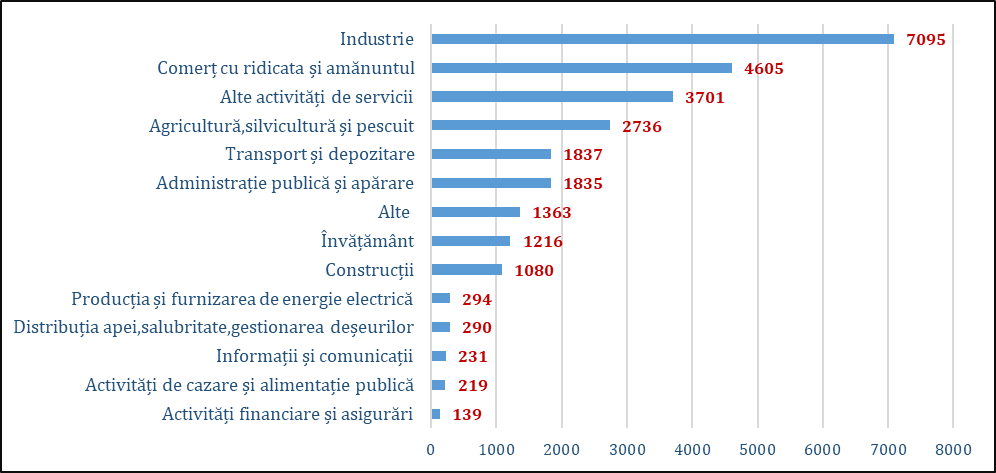 Industrie 7095
Comerț cu ridicata și amănuntul 4605
Alte activități de servicii 3701
Agricultură,silvicultură și pescuit 2736
Transport și depozitare 1837
Administrație publică și apărare 1835
Alte 1363
Învățământ 1216
Construcții 1080
Producția și furnizarea de energie electrică 294
Distribuția apei,salubritate,gestionarea deșeurilor 290
Informații și comunicații 231
Activități de cazare și alimentație publică 219
Activități financiare și asigurări 139
0 1000 2000 3000 4000 5000 6000 7000 8000